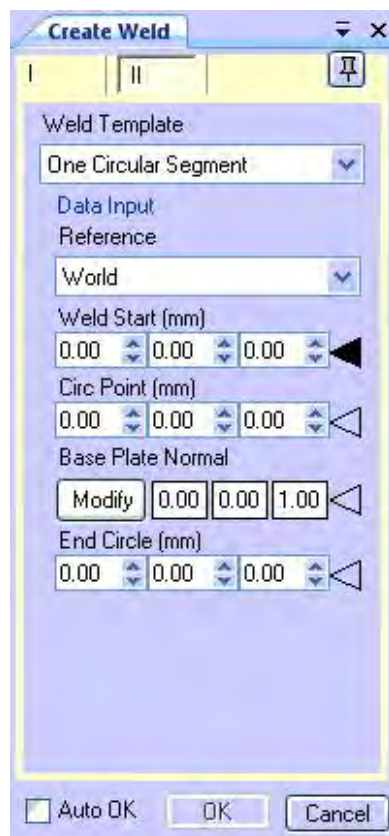 Create Weld
I II
Weld Template
One Circular Segment
Data Input
Reference
World
Weld Start (mm)
0.00 0.00 0.00
Circ Point (mm)
0.00 0.00 0.00
Base Plate Normal
Modify 0.00 0.00 1.00
End Circle (mm)
0.00 0.00 0.00
Auto OK OK Cancel